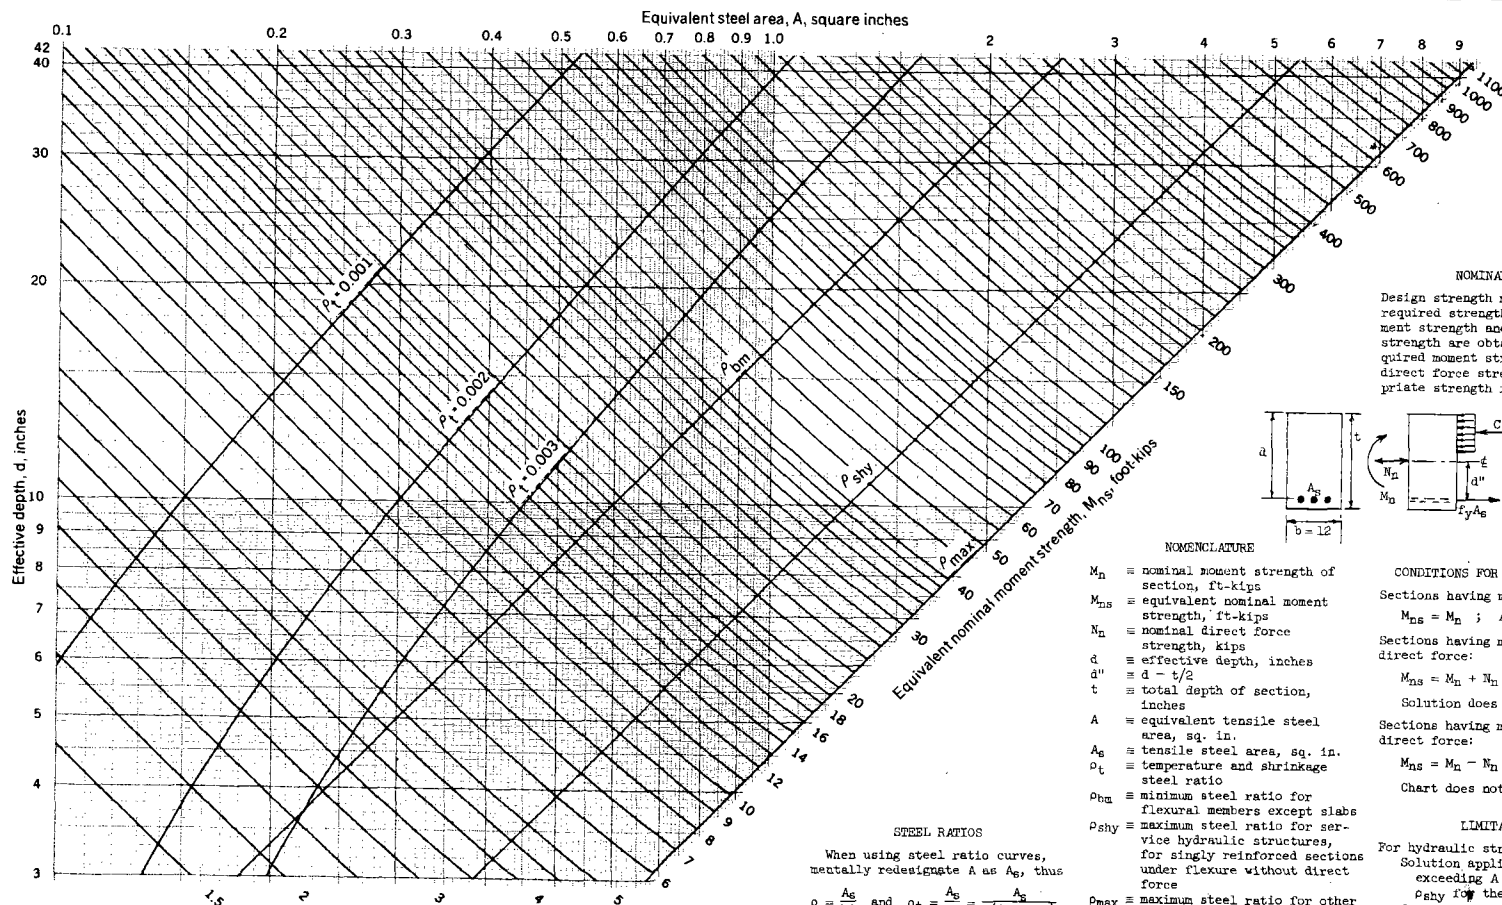 Equivalent steel area, A, square inches
0.1 0.2 0.3 0.4 0.5 0.6 0.7 0.8 0.9 1.0 2 3 4 5 6 7 8 9
42
40
30
20
10
9
8
7
6
5
4
3
Effective depth, d, inches
ρt = 0.001
ρt = 0.002
ρt = 0.003
ρbm
ρshy
ρmax
1100
1000
900
800
700
600
500
400
300
200
150
100
90
80
70
60
50
40
30
20
18
16
14
12
10
9
8
7
6
1.5 2 3 4 5
Equivalent nominal moment strength, Mns, foot-kips
Design strength
required strength
ment strength and
strength are
quired moment
direct force
strength
d
t
As
b = 12
Nn
Mn
C
d"
fyAs
NOMENCLATURE
Mn ≡ nominal moment strength of
section, ft-kips
Mns ≡ equivalent nominal moment
strength, ft-kips
Nn ≡ nominal direct force
strength, kips
d ≡ effective depth, inches
d" ≡ d - t/2
t ≡ total depth of section,
inches
A ≡ equivalent tensile steel
area, sq. in.
As ≡ tensile steel area, sq. in.
ρt ≡ temperature and shrinkage
steel ratio
ρbm ≡ minimum steel ratio for
flexural members except slabs
ρshy ≡ maximum steel ratio for ser-
vice hydraulic structures,
for singly reinforced sections
under flexure without direct
force
ρmax ≡ maximum steel ratio for other
CONDITIONS FOR
Sections having
Mns = Mn ;
Sections having
direct force:
Mns = Mn + Nn
Solution does
Sections having
direct force:
Mns = Mn - Nn
Chart does
For hydraulic
Solution
exceeding A
ρshy for the
STEEL RATIOS
When using steel ratio curves,
mentally redesignate A as As, thus
ρ = As and ρt = As = As